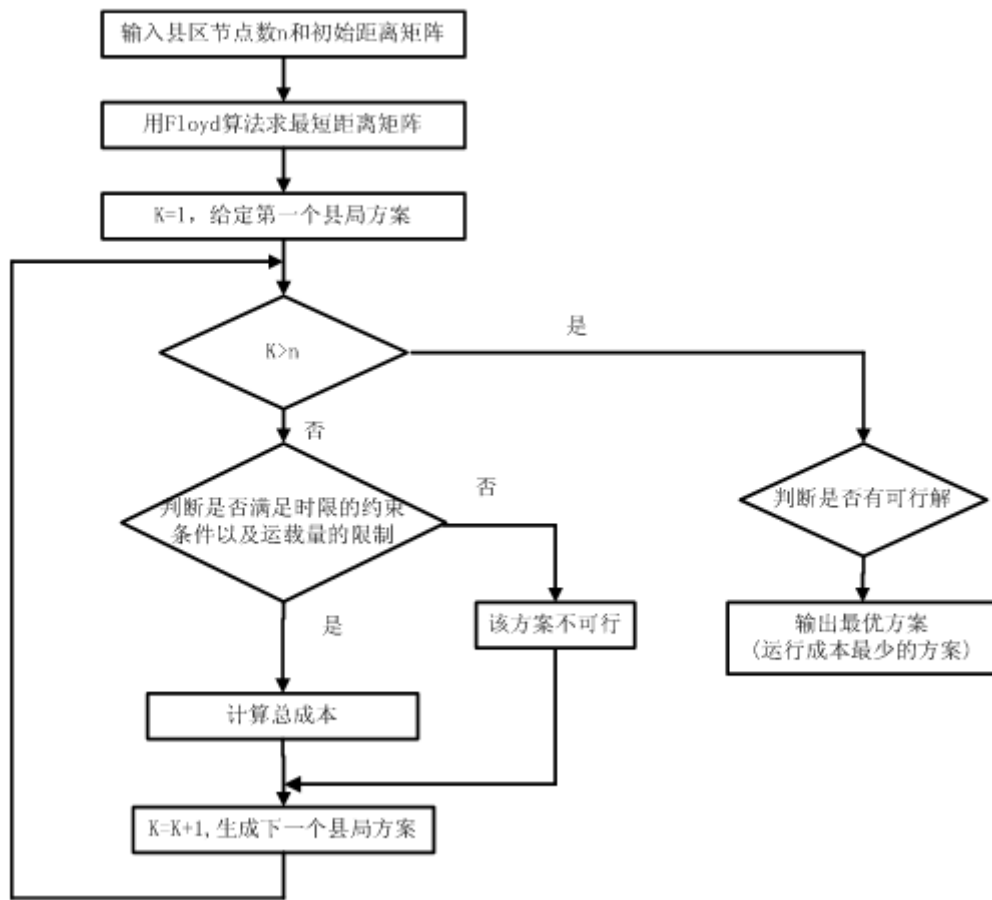 输入县区节点数n和初始距离矩阵
用Floyd算法求最短距离矩阵
K=1, 给定第一个县局方案
K>n
是
否
判断是否满足时限的约束
条件以及运载量的限制
否
判断是否有可行解
是
该方案不可行
输出最优方案
(运行成本最少的方案)
计算总成本
K=K+1,生成下一个县局方案